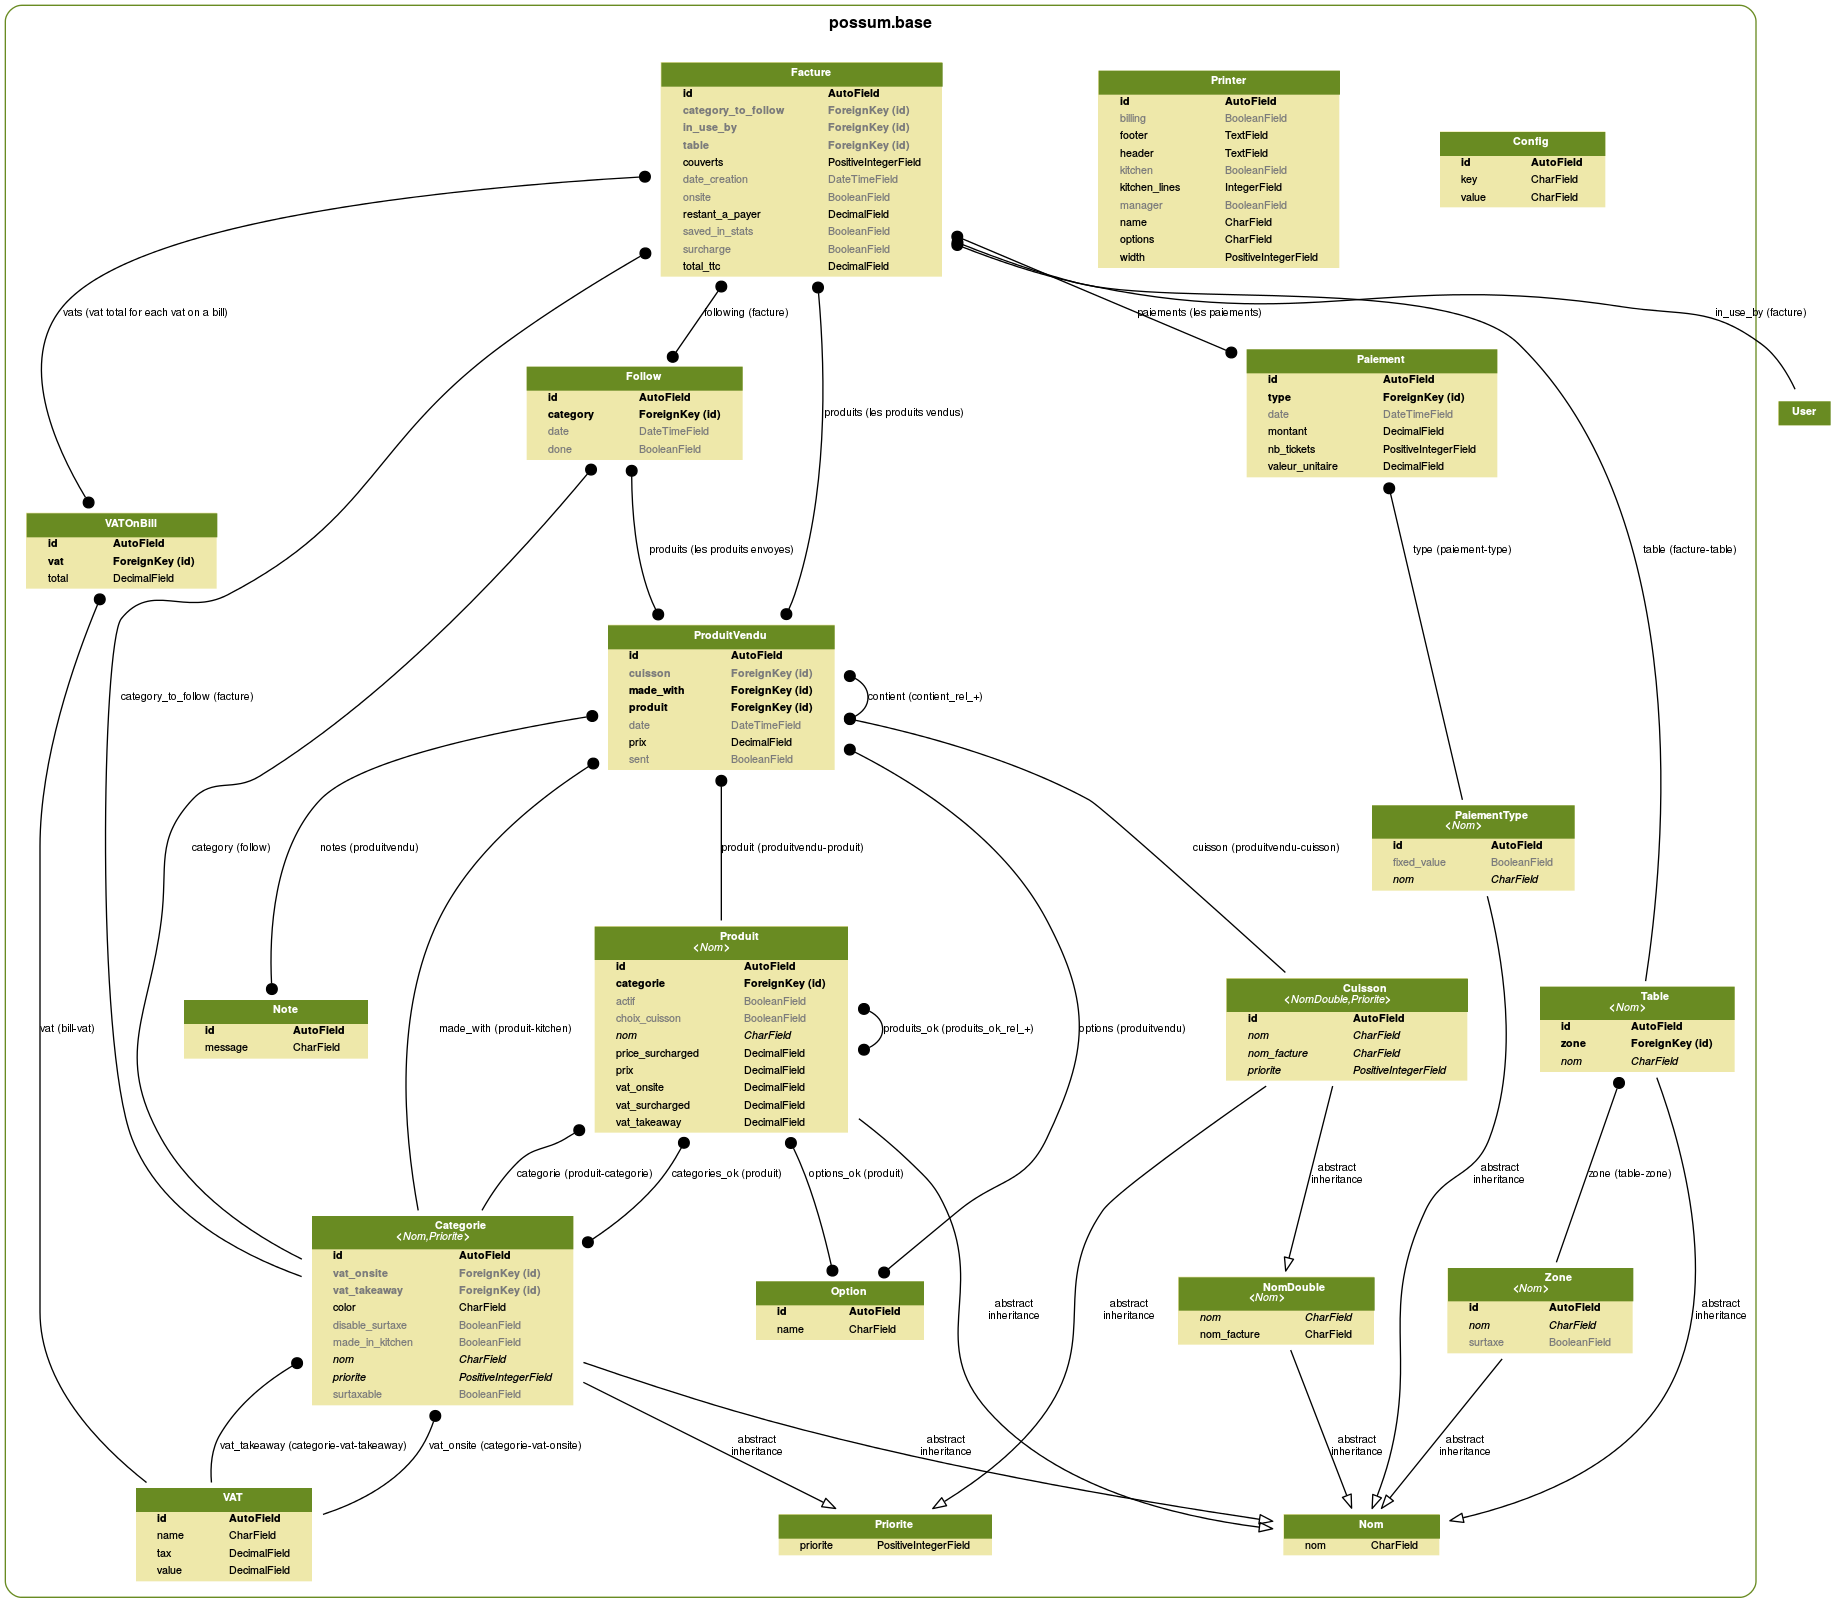 possum.base
Facture
id AutoField
category_to_follow ForeignKey (id)
in_use_by ForeignKey (id)
table ForeignKey (id)
couverts PositiveIntegerField
date_creation DateTimeField
onsite BooleanField
restant_a_payer DecimalField
saved_in_stats BooleanField
surcharge BooleanField
total_ttc DecimalField
Printer
id AutoField
billing BooleanField
footer TextField
header TextField
kitchen BooleanField
kitchen_lines IntegerField
manager BooleanField
name CharField
options CharField
width PositiveIntegerField
Config
id AutoField
key CharField
value CharField
vats (vat total for each vat on a bill)
following (facture)
paiements (les paiements)
in_use_by (facture)
Follow
id AutoField
category ForeignKey (id)
date DateTimeField
done BooleanField
produits (les produits vendus)
Paiement
id AutoField
type ForeignKey (id)
date DateTimeField
montant DecimalField
nb_tickets PositiveIntegerField
valeur_unitaire DecimalField
User
VATOnBill
id AutoField
vat ForeignKey (id)
total DecimalField
produits (les produits envoyes)
type (paiement-type)
table (facture-table)
ProduitVendu
id AutoField
cuisson ForeignKey (id)
made_with ForeignKey (id)
produit ForeignKey (id)
date DateTimeField
prix DecimalField
sent BooleanField
category_to_follow (facture)
contient (contient_rel_+)
category (follow)
notes (produitvendu)
produit (produitvendu-produit)
cuisson (produitvendu-cuisson)
PaiementType
<Nom>
id AutoField
fixed_value BooleanField
nom CharField
Produit
<Nom>
id AutoField
categorie ForeignKey (id)
actif BooleanField
choix_cuisson BooleanField
nom CharField
price_surcharged DecimalField
prix DecimalField
vat_onsite DecimalField
vat_surcharged DecimalField
vat_takeaway DecimalField
vat (bill-vat)
Note
id AutoField
message CharField
made_with (produit-kitchen)
produits_ok (produits_ok_rel_+)
options (produitvendu)
Cuisson
<NomDouble,Priorite>
id AutoField
nom CharField
nom_facture CharField
priorite PositiveIntegerField
Table
<Nom>
id AutoField
zone ForeignKey (id)
nom CharField
categorie (produit-categorie)
categories_ok (produit)
options_ok (produit)
abstract
inheritance
abstract
inheritance
zone (table-zone)
Categorie
<Nom,Priorite>
id AutoField
vat_onsite ForeignKey (id)
vat_takeaway ForeignKey (id)
color CharField
disable_surtaxe BooleanField
made_in_kitchen BooleanField
nom CharField
priorite PositiveIntegerField
surtaxable BooleanField
Option
id AutoField
name CharField
abstract
inheritance
abstract
inheritance
NomDouble
<Nom>
nom CharField
nom_facture CharField
Zone
<Nom>
id AutoField
nom CharField
surtaxe BooleanField
abstract
inheritance
vat_takeaway (categorie-vat-takeaway)
vat_onsite (categorie-vat-onsite)
abstract
inheritance
abstract
inheritance
abstract
inheritance
abstract
inheritance
VAT
id AutoField
name CharField
tax DecimalField
value DecimalField
Priorite
priorite PositiveIntegerField
Nom
nom CharField